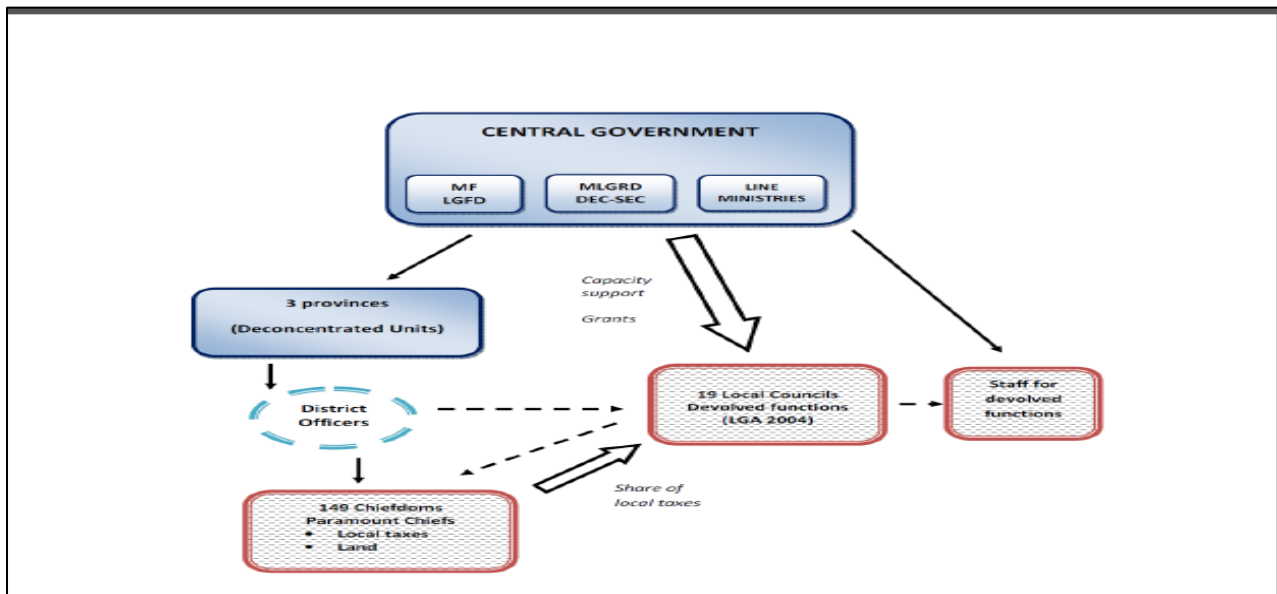 CENTRAL GOVERNMENT
MF
LGFD
MLGRD
DEC-SEC
LINE
MINISTRIES
Capacity
support
Grants
3 provinces
(Deconcentrated Units)
District
Officers
19 Local Councils
Devolved functions
(LGA 2004)
Staff for
devolved
functions
149 Chiefdoms
Paramount Chiefs
• Local taxes
• Land
Share of
local taxes